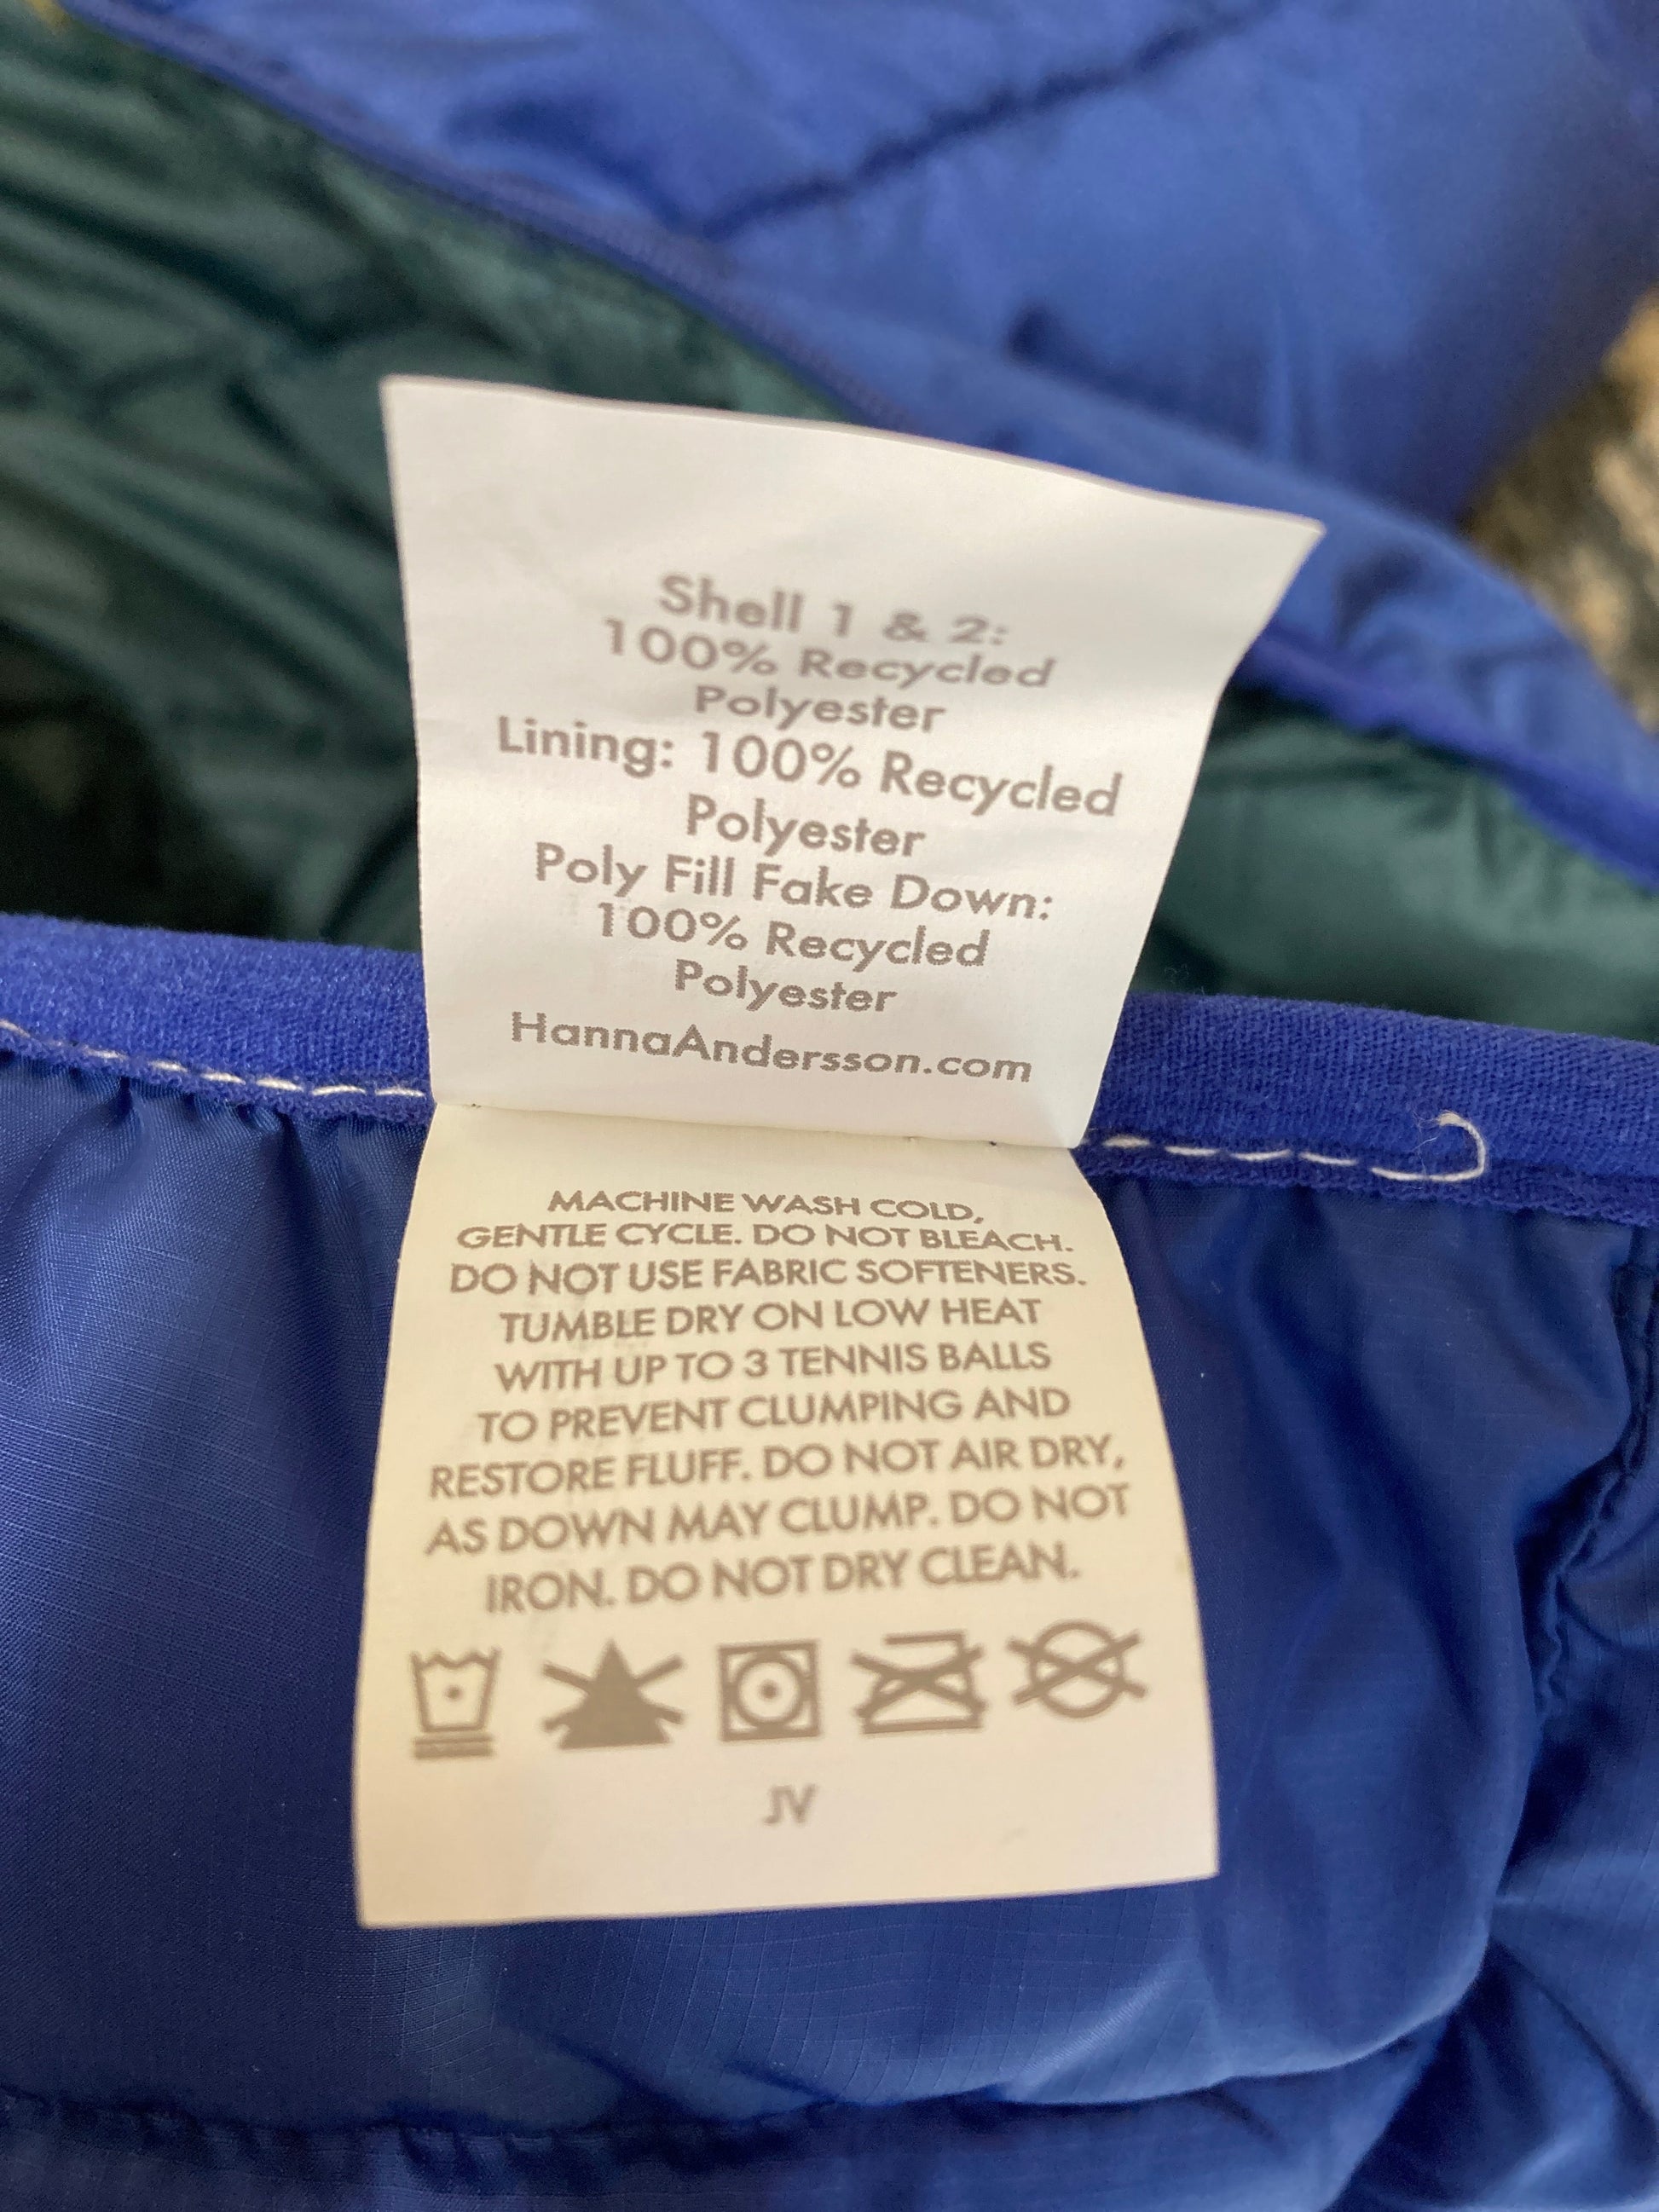 Shell 1 & 2:
100% Recycled
Polyester
Lining: 100% Recycled
Polyester
Poly Fill Fake Down:
100% Recycled
Polyester
HannaAndersson.com
MACHINE WASH COLD,
GENTLE CYCLE. DO NOT BLEACH.
DO NOT USE FABRIC SOFTENERS.
TUMBLE DRY ON LOW HEAT
WITH UP TO 3 TENNIS BALLS
TO PREVENT CLUMPING AND
RESTORE FLUFF. DO NOT AIR DRY,
AS DOWN MAY CLUMP. DO NOT
IRON. DO NOT DRY CLEAN.
JV